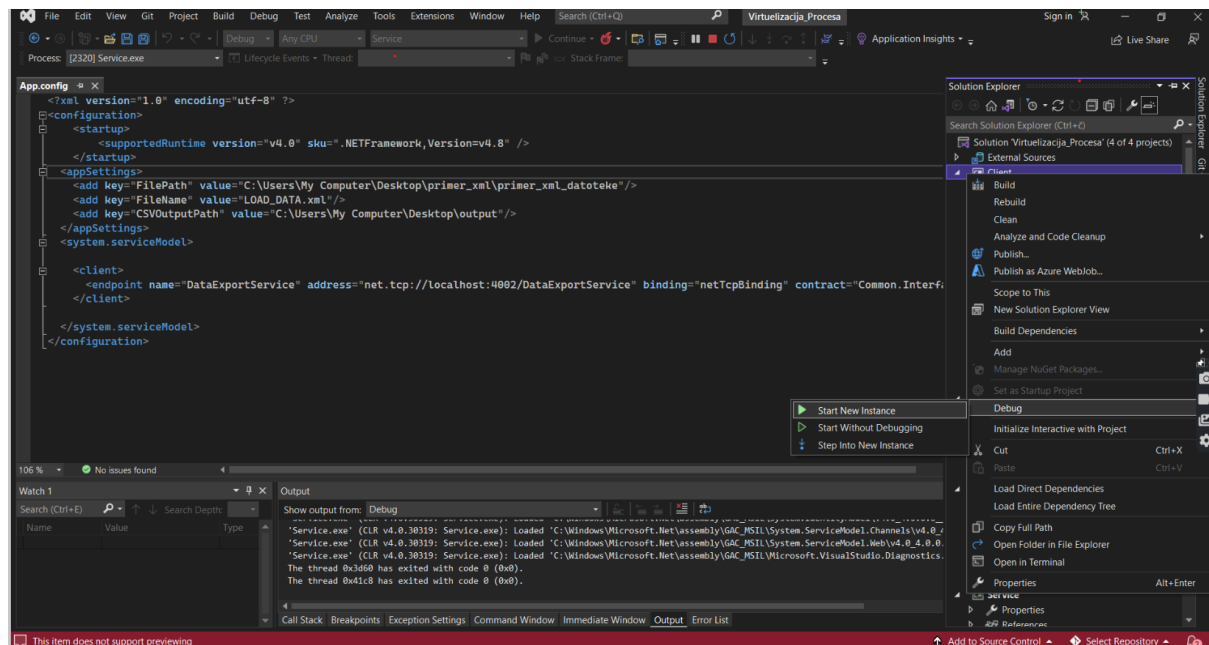 File Edit View Git Project Build Debug Test Analyze Tools Extensions Window Help Search (Ctrl+Q) Virtuelizacija_Procesa Sign in
Debug Any CPU Service Continue Application Insights Live Share
Process: [2320] Service.exe Lifecycle Events Thread: Stack Frame:
App.config
<?xml version="1.0" encoding="utf-8" ?>
<configuration>
<startup>
<supportedRuntime version="v4.0" sku=".NETFramework,Version=v4.8" />
</startup>
<appSettings>
<add key="FilePath" value="C:\Users\My Computer\Desktop\primer_xml\primer_xml_datoteke"/>
<add key="FileName" value="LOAD_DATA.xml"/>
<add key="CSVOutputPath" value="C:\Users\My Computer\Desktop\output"/>
</appSettings>
<system.serviceModel>
<client>
<endpoint name="DataExportService" address="net.tcp://localhost:4002/DataExportService" binding="netTcpBinding" contract="Common.Interfa
</client>
</system.serviceModel>
</configuration>
106 % No issues found
Solution Explorer
Search Solution Explorer (Ctrl+č)
Solution 'Virtuelizacija_Procesa' (4 of 4 projects)
External Sources
Client
Build
Rebuild
Clean
Analyze and Code Cleanup
Publish...
Publish as Azure WebJob...
Scope to This
New Solution Explorer View
Build Dependencies
Add
Manage NuGet Packages...
Set as Startup Project
Debug
Start New Instance
Start Without Debugging
Step Into New Instance
Initialize Interactive with Project
Cut Ctrl+X
Paste Ctrl+V
Load Direct Dependencies
Load Entire Dependency Tree
Copy Full Path
Open Folder in File Explorer
Open in Terminal
Properties Alt+Enter
Service
Properties
References
Solution Explorer
Git
Watch 1
Search (Ctrl+E) Search Depth:
Name Value Type
Output
Show output from: Debug
'Service.exe' (CLR v4.0.30319: Service.exe): Loaded 'C:\Windows\Microsoft.Net\assembly\GAC_MSIL\System.ServiceModel.Channels\v4.0_4
'Service.exe' (CLR v4.0.30319: Service.exe): Loaded 'C:\Windows\Microsoft.Net\assembly\GAC_MSIL\System.ServiceModel.Web\v4.0_4.0.0.
'Service.exe' (CLR v4.0.30319: Service.exe): Loaded 'C:\Windows\Microsoft.Net\assembly\GAC_MSIL\Microsoft.VisualStudio.Diagnostics.
The thread 0x3d60 has exited with code 0 (0x0).
The thread 0x41c8 has exited with code 0 (0x0).
Call Stack Breakpoints Exception Settings Command Window Immediate Window Output Error List
This item does not support previewing Add to Source Control Select Repository